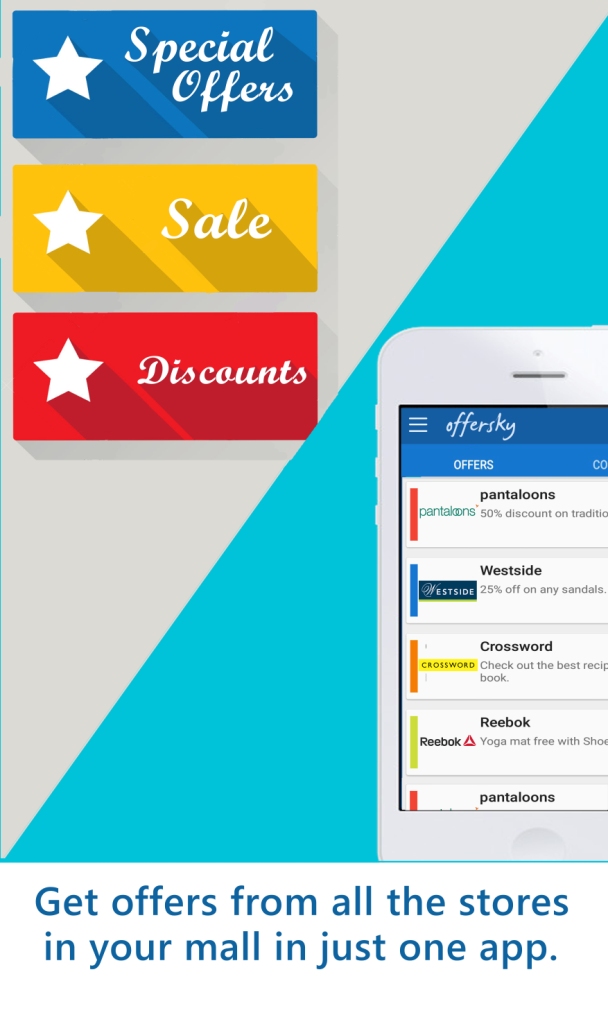 Special
Offers
Sale
Discounts
offersky
OFFERS
CO
pantaloons
pantaloons
50% discount on traditio
Westside
WESTSIDE
25% off on any sandals.
Crossword
CROSSWORD
Check out the best recip
book.
Reebok
Reebok
Yoga mat free with Shoe
pantaloons
Get offers from all the stores
in your mall in just one app.